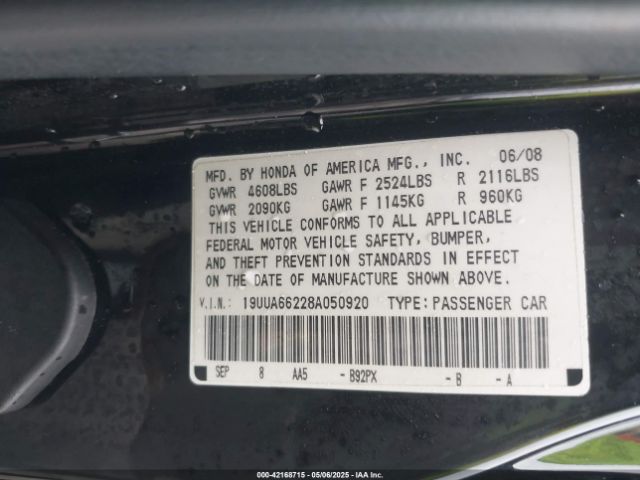 MFD. BY HONDA OF AMERICA MFG., INC. 06/08
GVWR 4608LBS GAWR F 2524LBS R 2116LBS
GVWR 2090KG GAWR F 1145KG R 960KG
THIS VEHICLE CONFORMS TO ALL APPLICABLE
FEDERAL MOTOR VEHICLE SAFETY, BUMPER,
AND THEFT PREVENTION STANDARDS IN EFFECT
ON THE DATE OF MANUFACTURE SHOWN ABOVE.
V.I.N.: 19UUA66228A050920 TYPE: PASSENGER CAR
SEP 8 AA5 - B92PX - B - A
000-42168715 - 05/06/2025 - IAAI.COM